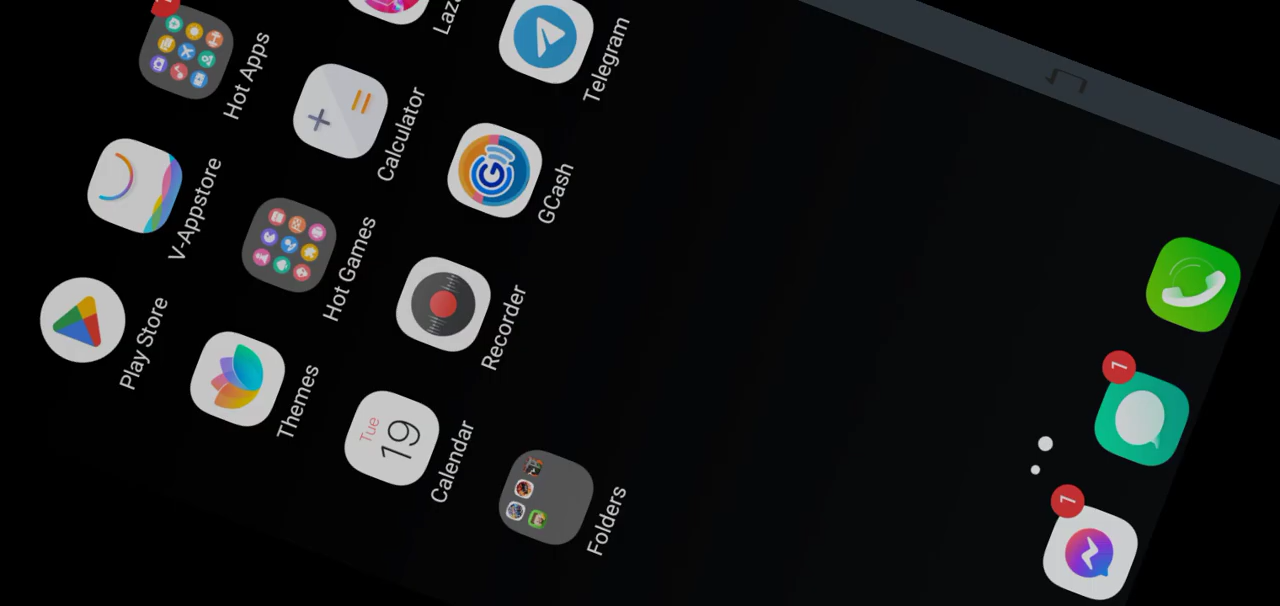 Play Store
V-Appstore
Hot Apps
Themes
Hot Games
Calculator
Tue
19
Calendar
Recorder
GCash
Telegram
Folders
1
1